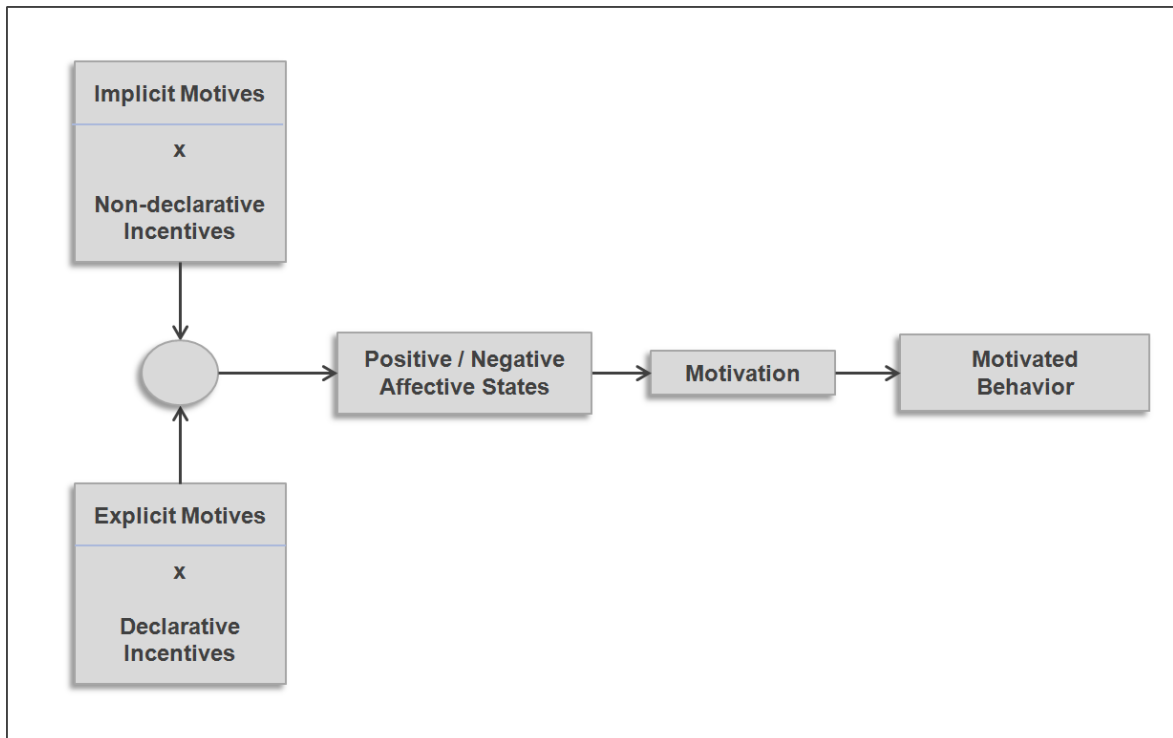 Implicit Motives
x
Non-declarative
Incentives
Positive / Negative
Affective States
Motivation
Motivated
Behavior
Explicit Motives
x
Declarative
Incentives